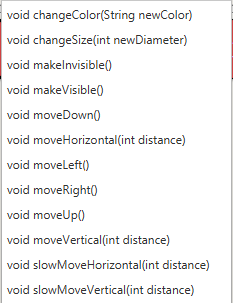 void changeColor(String newColor)
void changeSize(int newDiameter)
void makeInvisible()
void makeVisible()
void moveDown()
void moveHorizontal(int distance)
void moveLeft()
void moveRight()
void moveUp()
void moveVertical(int distance)
void slowMoveHorizontal(int distance)
void slowMoveVertical(int distance)